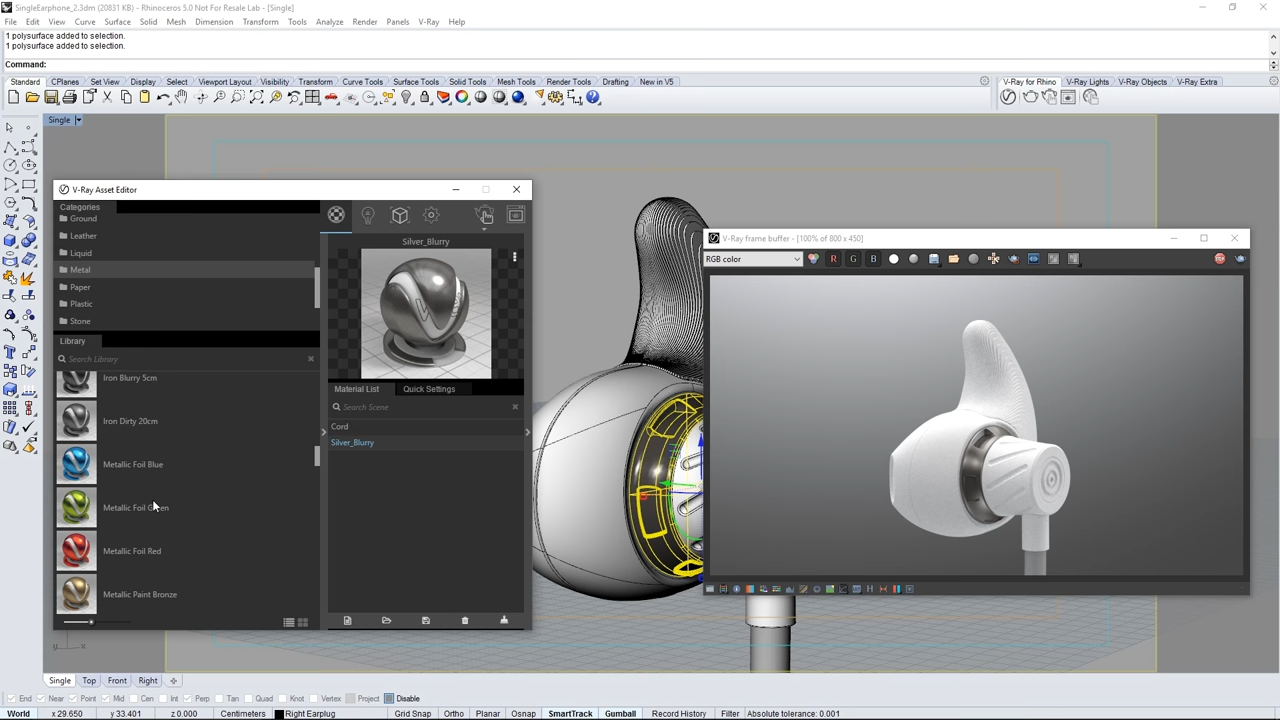 SingleEarphone_2.3dm (20831 KB) - Rhinoceros 5.0 Not For Resale Lab - [Single]
File Edit View Curve Surface Solid Mesh Dimension Transform Tools Analyze Render Panels V-Ray Help
1 polysurface added to selection.
1 polysurface added to selection.
Command:
Standard CPlanes Set View Display Select Viewport Layout Visibility Transform Curve Tools Surface Tools Solid Tools Mesh Tools Render Tools Drafting New in V5 V-Ray for Rhino V-Ray Lights V-Ray Objects V-Ray Extra
Single
V-Ray Asset Editor
Categories
Ground
Leather
Liquid
Metal
Paper
Plastic
Stone
Library
Search Library
Iron Blurry 5cm
Iron Dirty 20cm
Metallic Foil Blue
Metallic Foil Green
Metallic Foil Red
Metallic Paint Bronze
Silver_Blurry
Material List Quick Settings
Search Scene
Cord
Silver_Blurry
V-Ray frame buffer - [100% of 800 x 450]
RGB color R G B
y x
Single Top Front Right
End Near Point Mid Cen Int Perp Tan Quad Knot Vertex Project Disable
World x 29.650 y 33.401 z 0.000 Centimeters Right Earplug Grid Snap Ortho Planar Osnap SmartTrack Gumball Record History Filter Absolute tolerance: 0.001